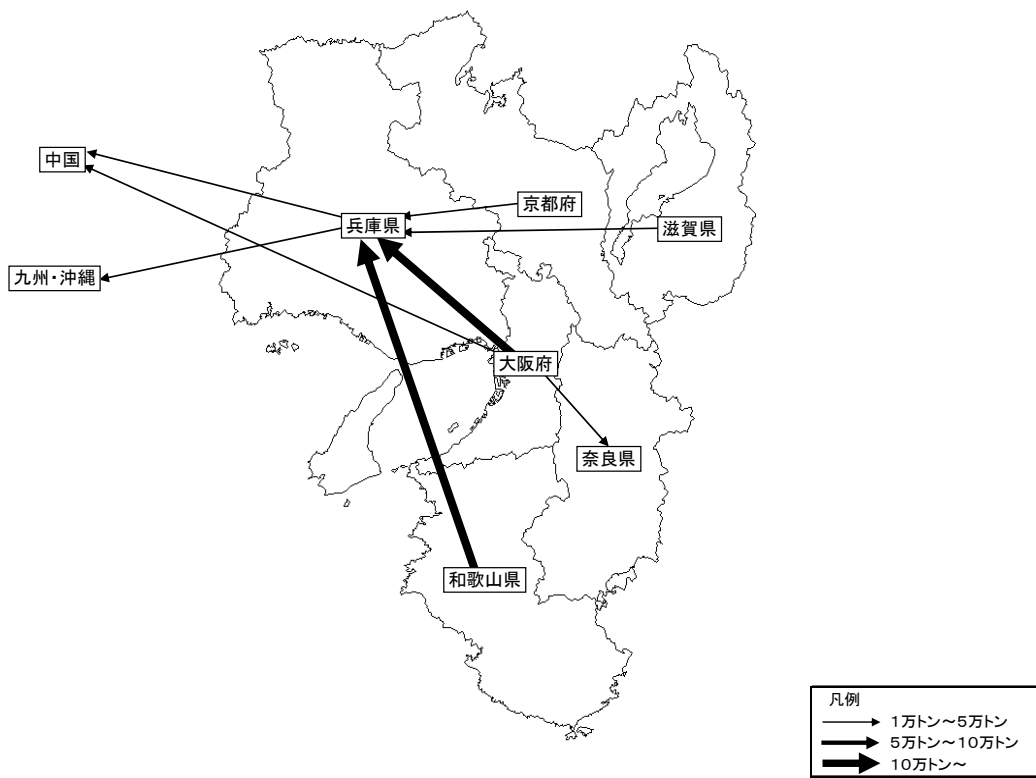 中国
京都府
兵庫県
滋賀県
九州・沖縄
大阪府
奈良県
和歌山県
凡例
1万トン～5万トン
5万トン～10万トン
10万トン～